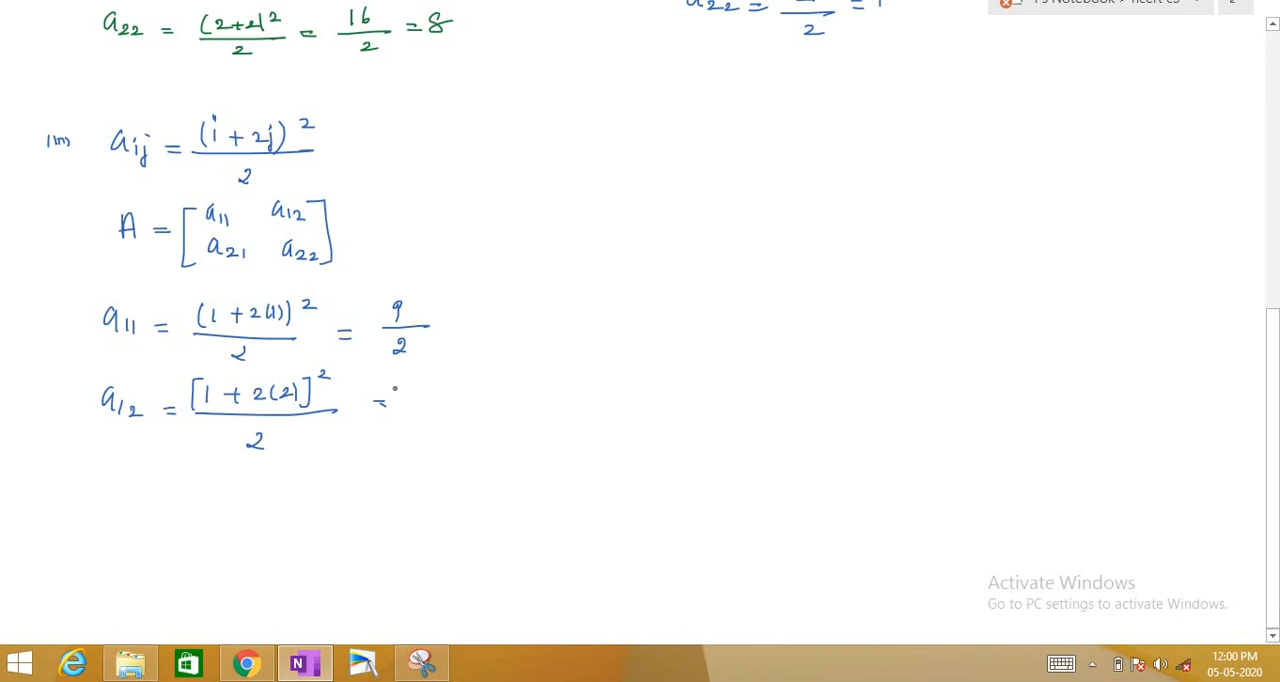 a22 = (2+2)^2/2 = 16/2 = 8
a22 = /2 = 1
(iii) aij = (i + 2j)^2/2
A = [a11 a12
a21 a22]
a11 = (1 + 2(1))^2/2 = 9/2
a12 = [1 + 2(2)]^2/2 =
Activate Windows
Go to PC settings to activate Windows.
12:00 PM
05-05-2020